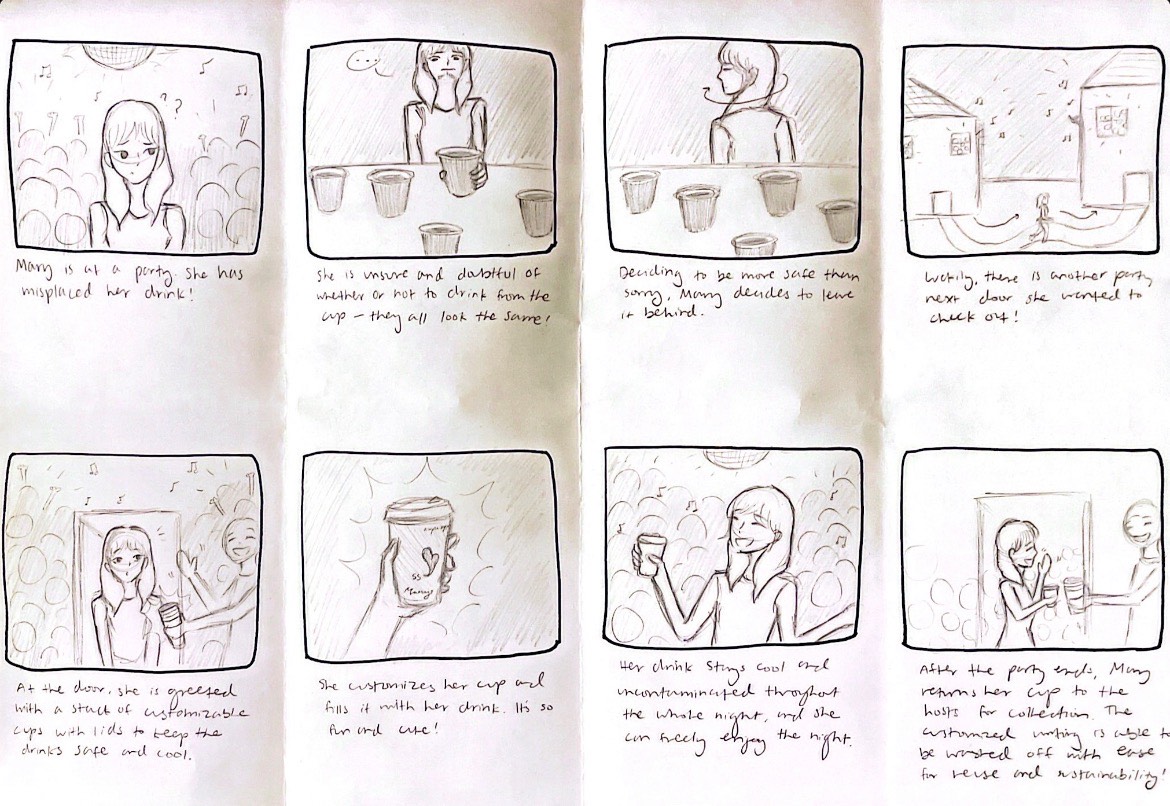 ? ?
Mary is at a party. She has
misplaced her drink!
...
She is unsure and doubtful of
whether or not to drink from the
cup – they all look the same!
Deciding to be more safe than
sorry, Mary decides to leave
it behind.
Luckily, there is another party
next door she wanted to
check out!
At the door, she is greeted
with a stack of customizable
cups with lids to keep the
drinks safe and cool.
Mary
She customizes her cup and
fills it with her drink. It's so
fun and cute!
Her drink stays cool and
uncontaminated throughout
the whole night, and she
can freely enjoy the night.
After the party ends, Mary
returns her cup to the
hosts for collection. The
customized writing is able to
be washed off with ease
for reuse and sustainability!